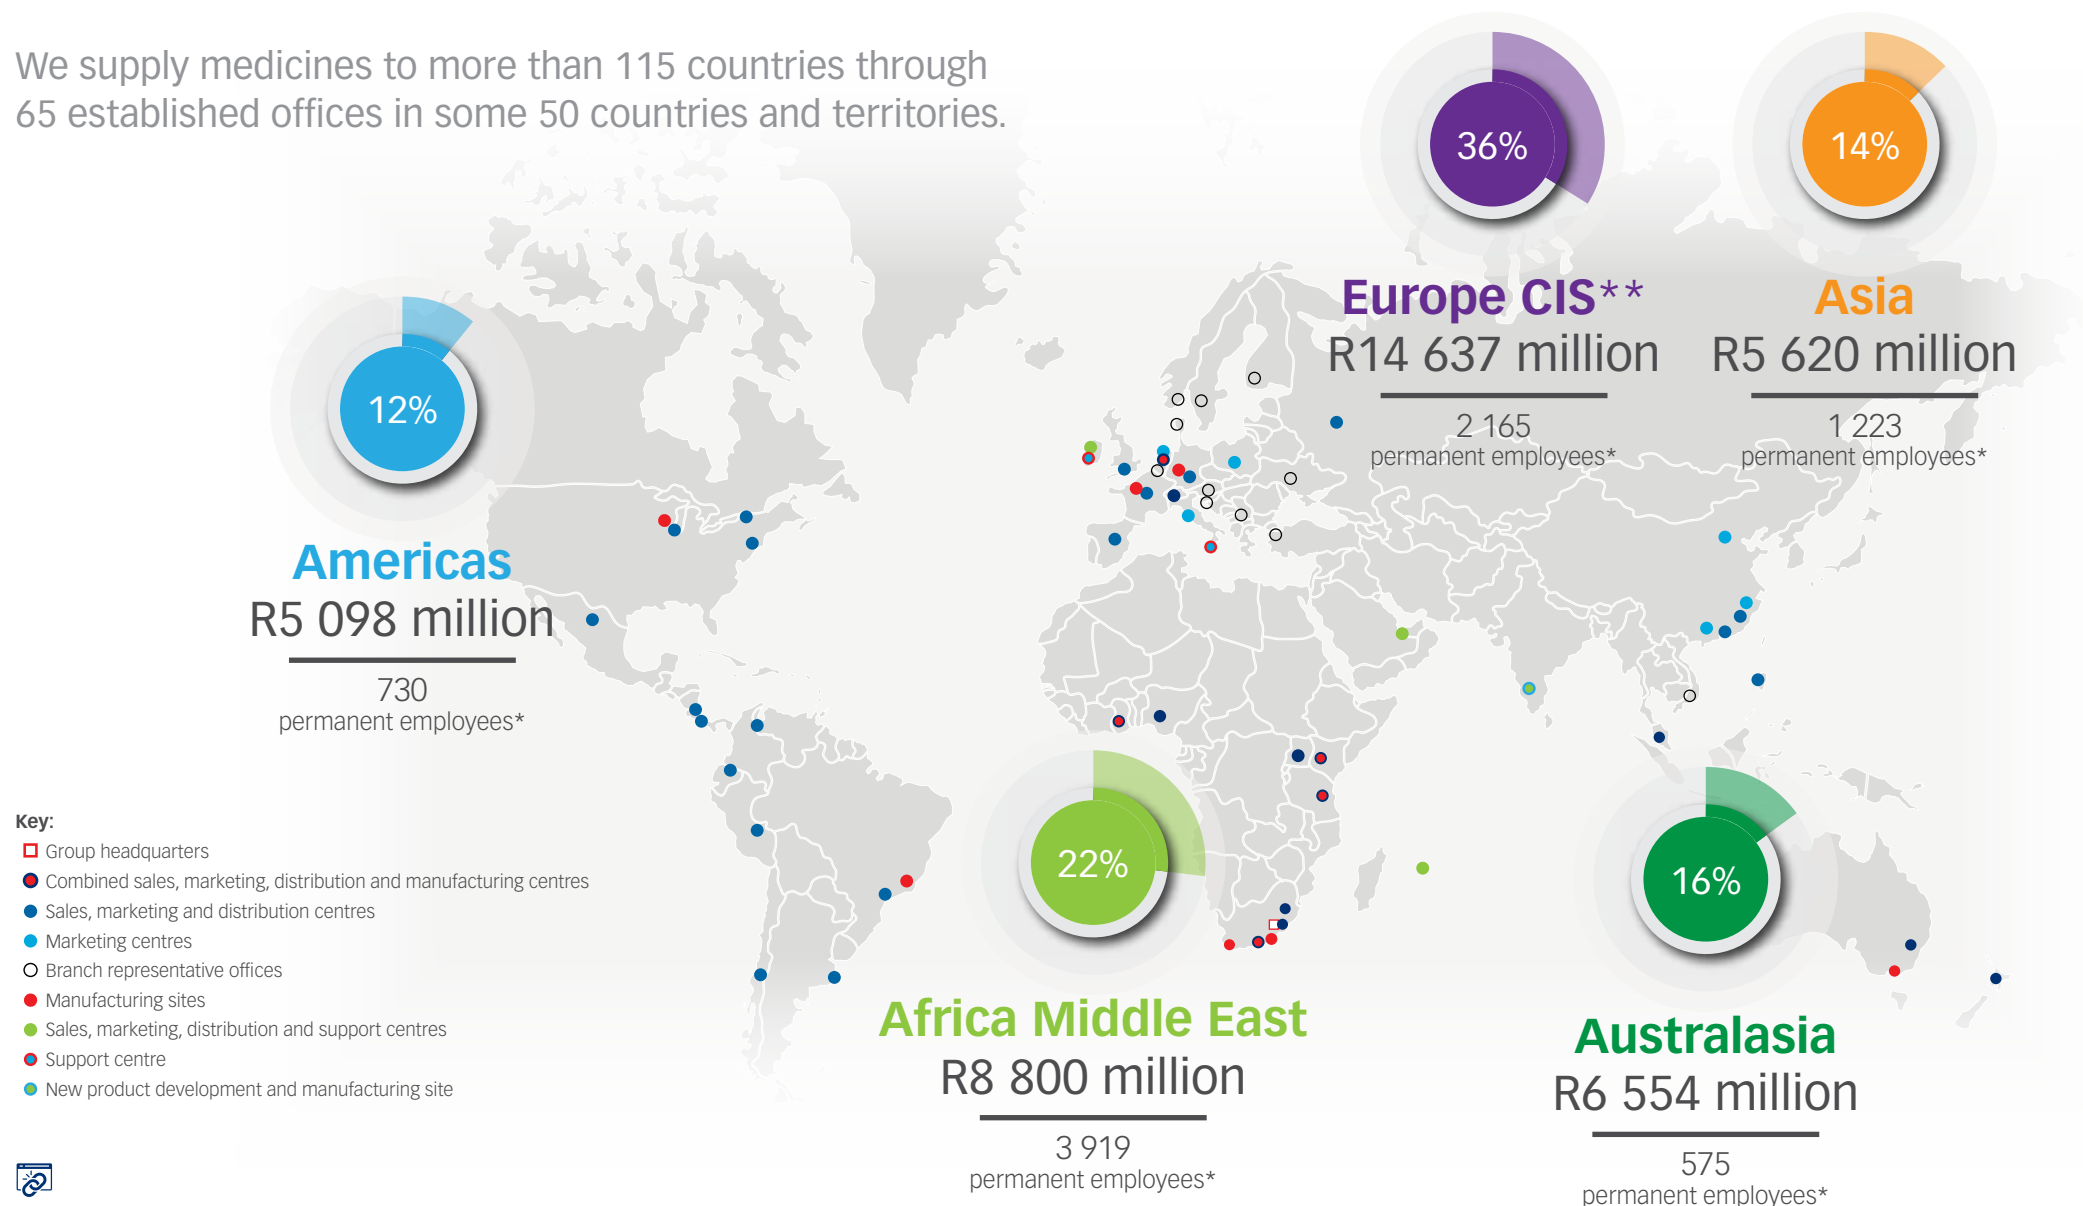 We supply medicines to more than 115 countries through
65 established offices in some 50 countries and territories.
36%
Europe CIS**
R14 637 million
2 165
permanent employees*
14%
Asia
R5 620 million
1 223
permanent employees*
12%
Americas
R5 098 million
730
permanent employees*
22%
Africa Middle East
R8 800 million
3 919
permanent employees*
16%
Australasia
R6 554 million
575
permanent employees*
Key:
Group headquarters
Combined sales, marketing, distribution and manufacturing centres
Sales, marketing and distribution centres
Marketing centres
Branch representative offices
Manufacturing sites
Sales, marketing, distribution and support centres
Support centre
New product development and manufacturing site